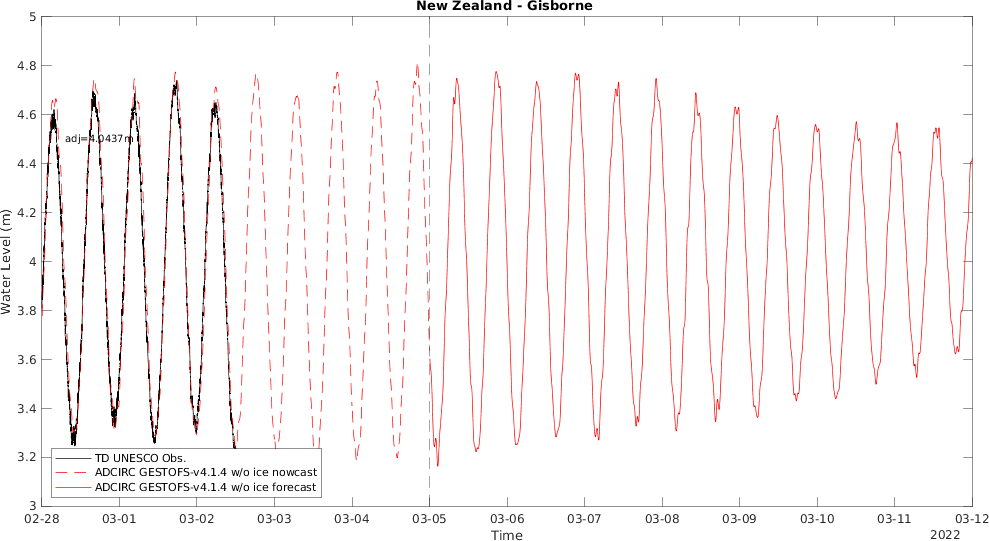 New Zealand - Gisborne
Water Level (m)
5
4.8
4.6
4.4
4.2
4
3.8
3.6
3.4
3.2
3
adj=4.0437m
TD UNESCO Obs.
ADCIRC GESTOFS-v4.1.4 w/o ice nowcast
ADCIRC GESTOFS-v4.1.4 w/o ice forecast
02-28 03-01 03-02 03-03 03-04 03-05 03-06 03-07 03-08 03-09 03-10 03-11 03-12
Time
2022